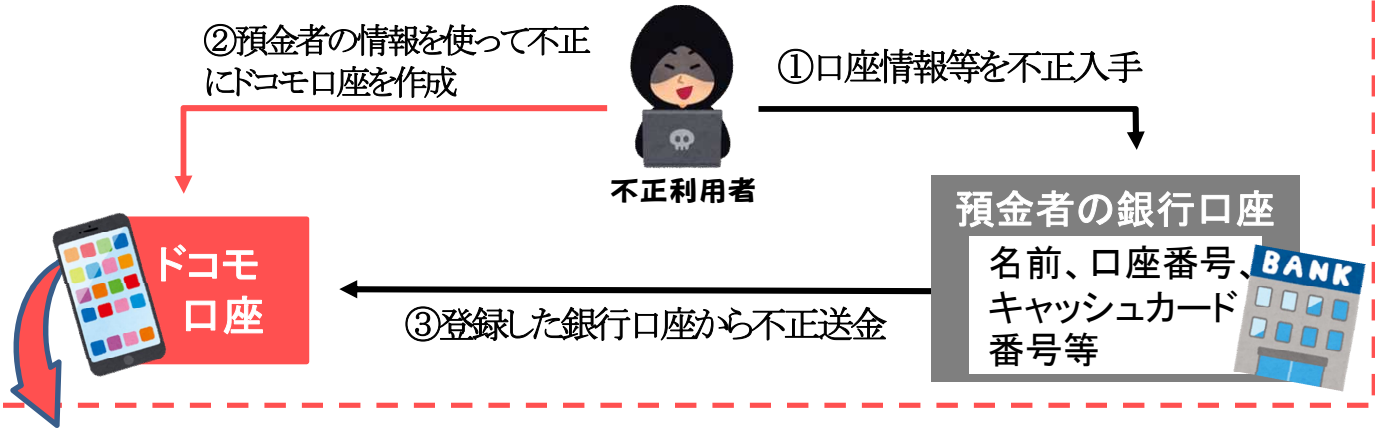 ②預金者の情報を使って不正
にドコモ口座を作成
①口座情報等を不正入手
不正利用者
預金者の銀行口座
名前、口座番号、
キャッシュカード
番号等
BANK
ドコモ
口座
③登録した銀行口座から不正送金